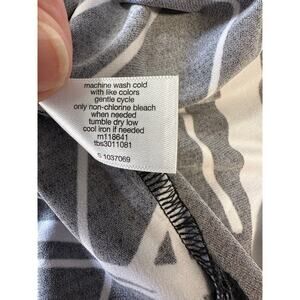 machine wash cold
with like colors
gentle cycle
only non-chlorine bleach
when needed
tumble dry low
cool iron if needed
m118641
tbs3011081
S 1037069